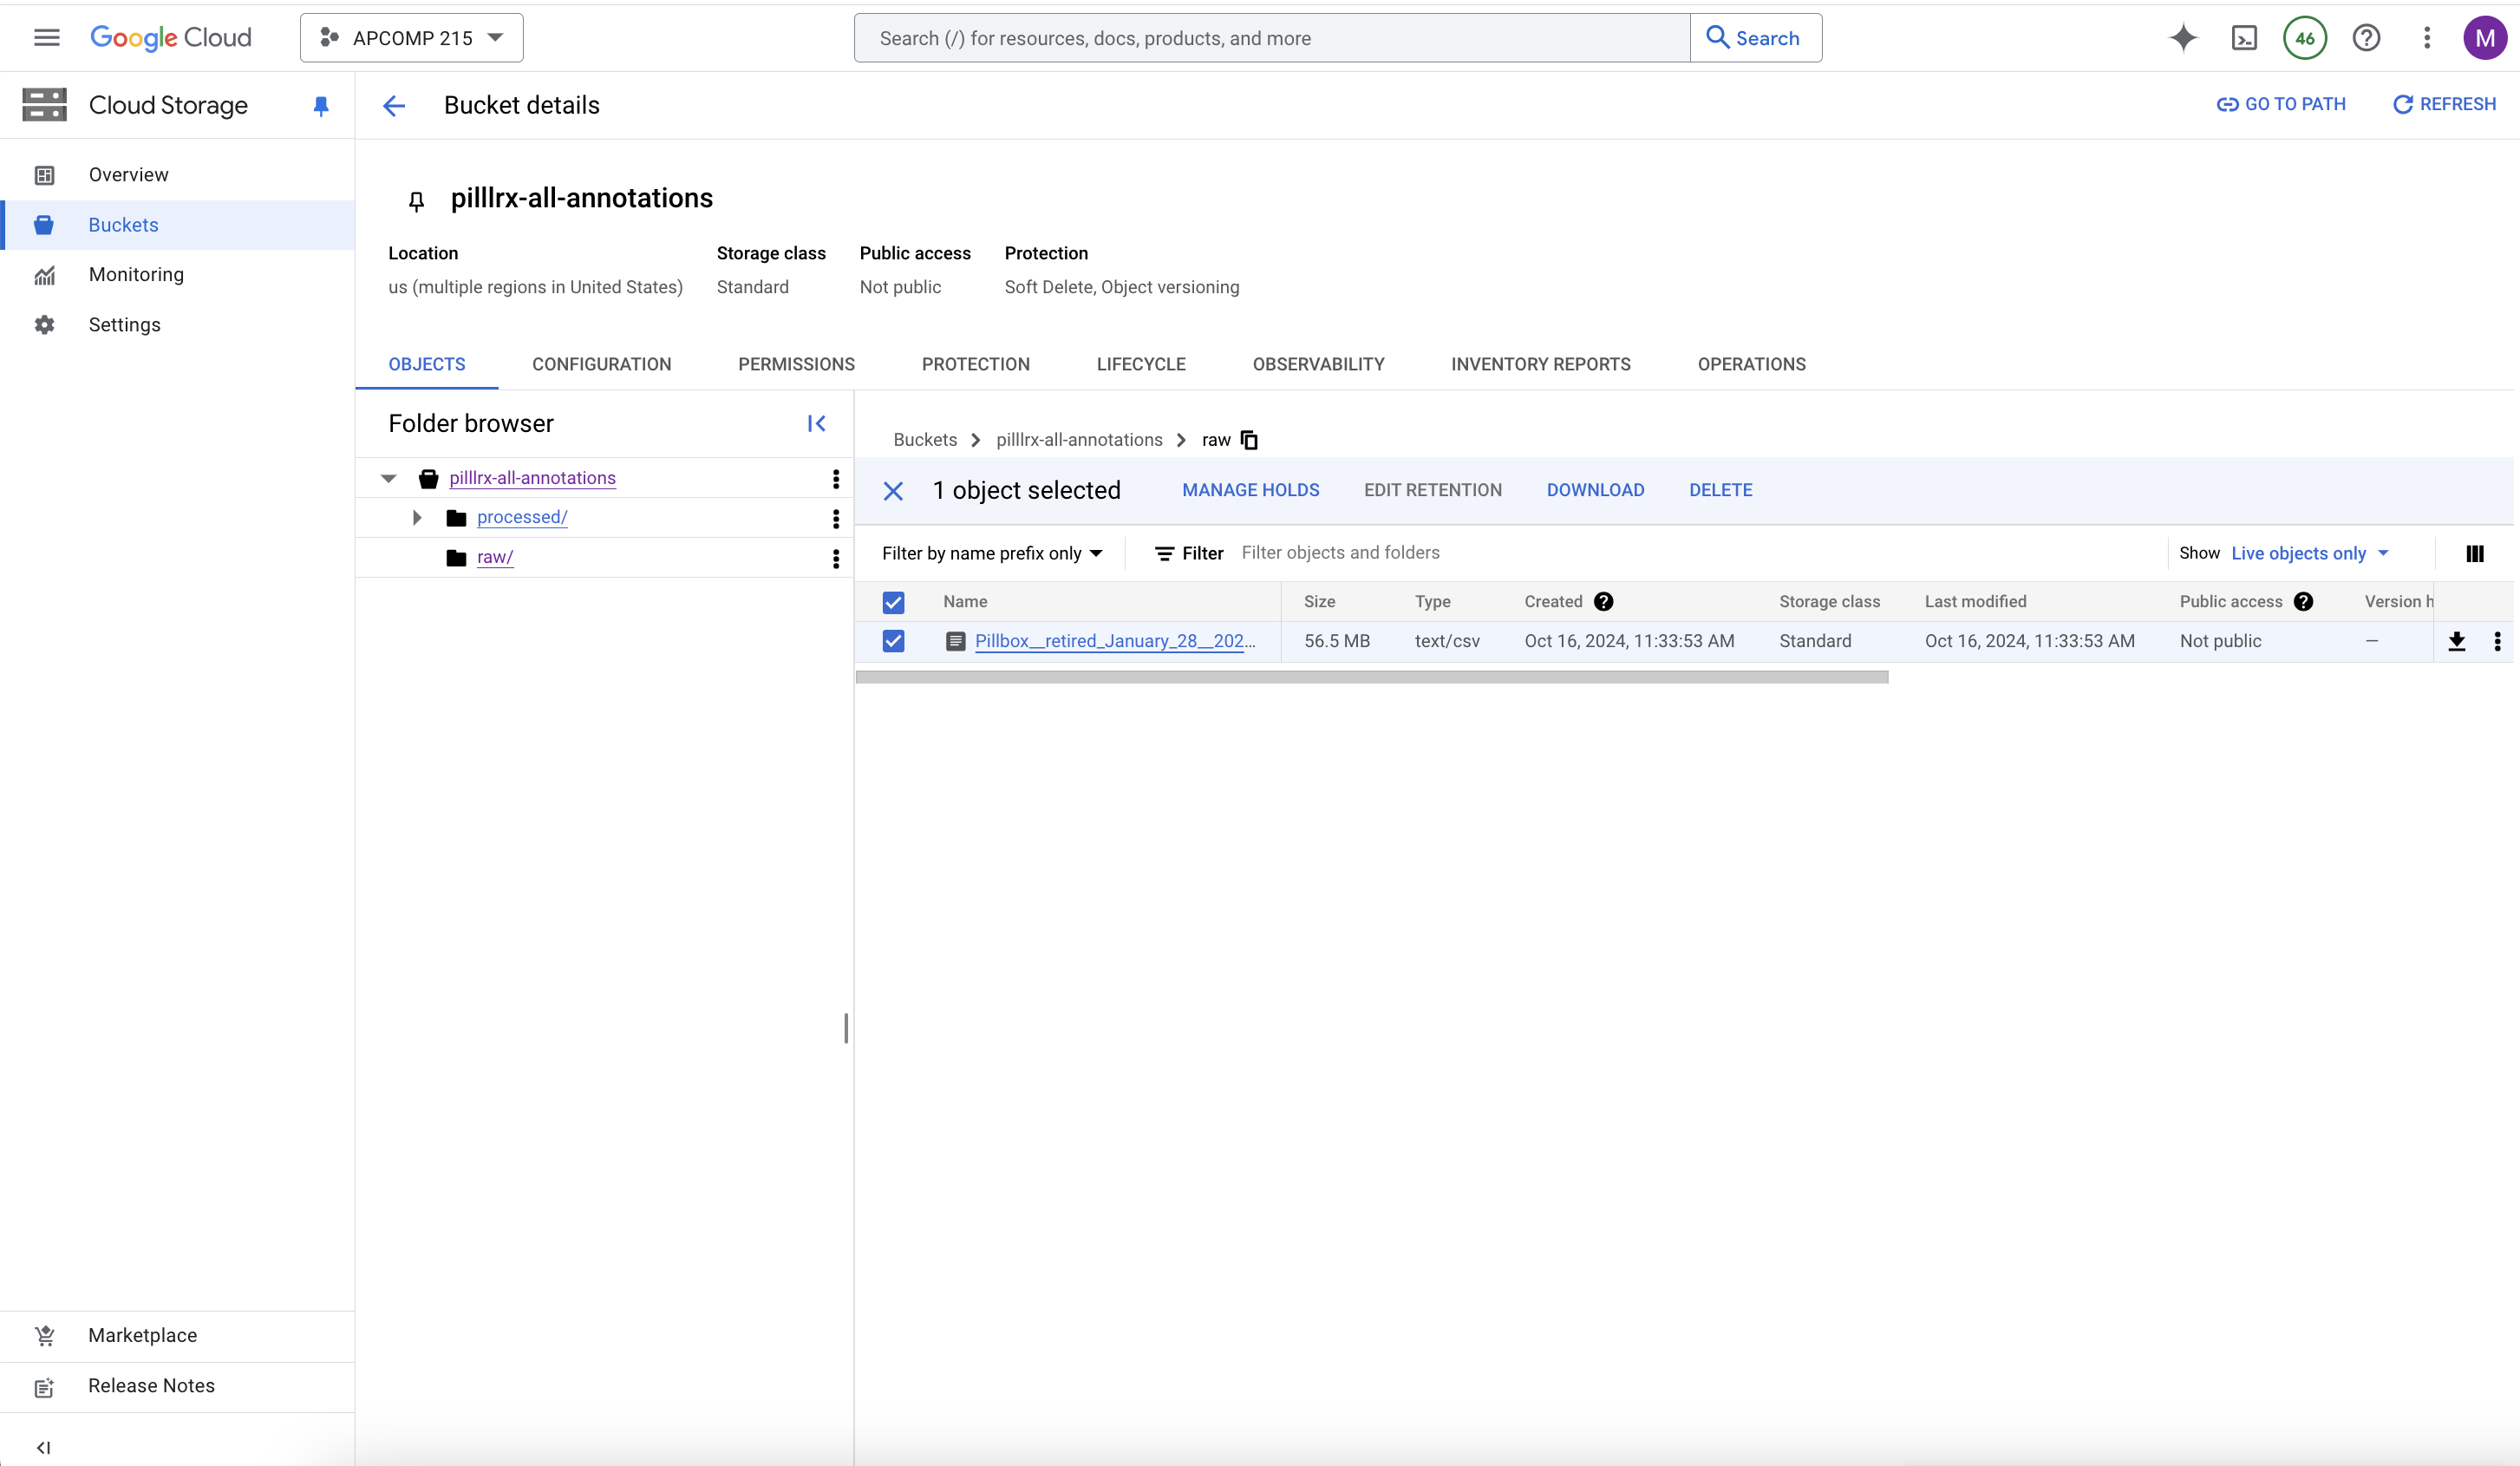 Google Cloud
APCOMP 215
Search (/) for resources, docs, products, and more
Search
46
M
Cloud Storage
Bucket details
GO TO PATH
REFRESH
Overview
Buckets
Monitoring
Settings
pilllrx-all-annotations
Location Storage class Public access Protection
us (multiple regions in United States) Standard Not public Soft Delete, Object versioning
OBJECTS CONFIGURATION PERMISSIONS PROTECTION LIFECYCLE OBSERVABILITY INVENTORY REPORTS OPERATIONS
Folder browser
pilllrx-all-annotations
processed/
raw/
Buckets pilllrx-all-annotations raw
1 object selected MANAGE HOLDS EDIT RETENTION DOWNLOAD DELETE
Filter by name prefix only Filter Filter objects and folders Show Live objects only
Name Size Type Created Storage class Last modified Public access Version h
Pillbox__retired_January_28__202... 56.5 MB text/csv Oct 16, 2024, 11:33:53 AM Standard Oct 16, 2024, 11:33:53 AM Not public —
Marketplace
Release Notes